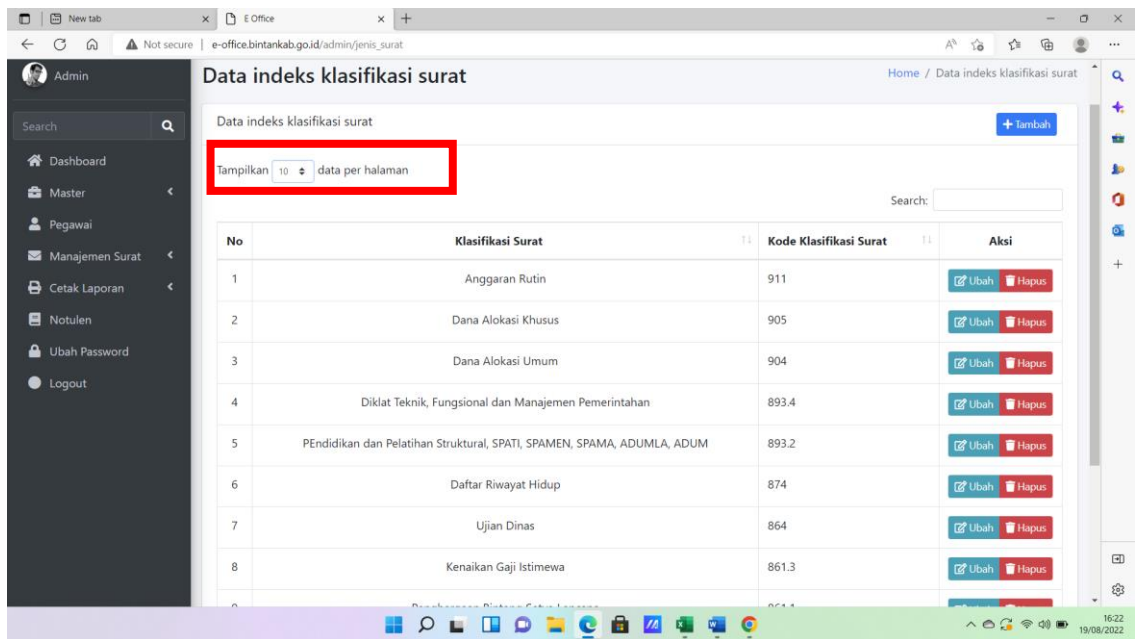 New tab
E Office
Not secure | e-office.bintankab.go.id/admin/jenis_surat
Admin
Search
Dashboard
Master
Pegawai
Manajemen Surat
Cetak Laporan
Notulen
Ubah Password
Logout
Data indeks klasifikasi surat
Home / Data indeks klasifikasi surat
Data indeks klasifikasi surat
+ Tambah
Tampilkan 10 data per halaman
Search:
No Klasifikasi Surat Kode Klasifikasi Surat Aksi
1 Anggaran Rutin 911 Ubah Hapus
2 Dana Alokasi Khusus 905 Ubah Hapus
3 Dana Alokasi Umum 904 Ubah Hapus
4 Diklat Teknik, Fungsional dan Manajemen Pemerintahan 893.4 Ubah Hapus
5 PEndidikan dan Pelatihan Struktural, SPATI, SPAMEN, SPAMA, ADUMLA, ADUM 893.2 Ubah Hapus
6 Daftar Riwayat Hidup 874 Ubah Hapus
7 Ujian Dinas 864 Ubah Hapus
8 Kenaikan Gaji Istimewa 861.3 Ubah Hapus
16:22
19/08/2022